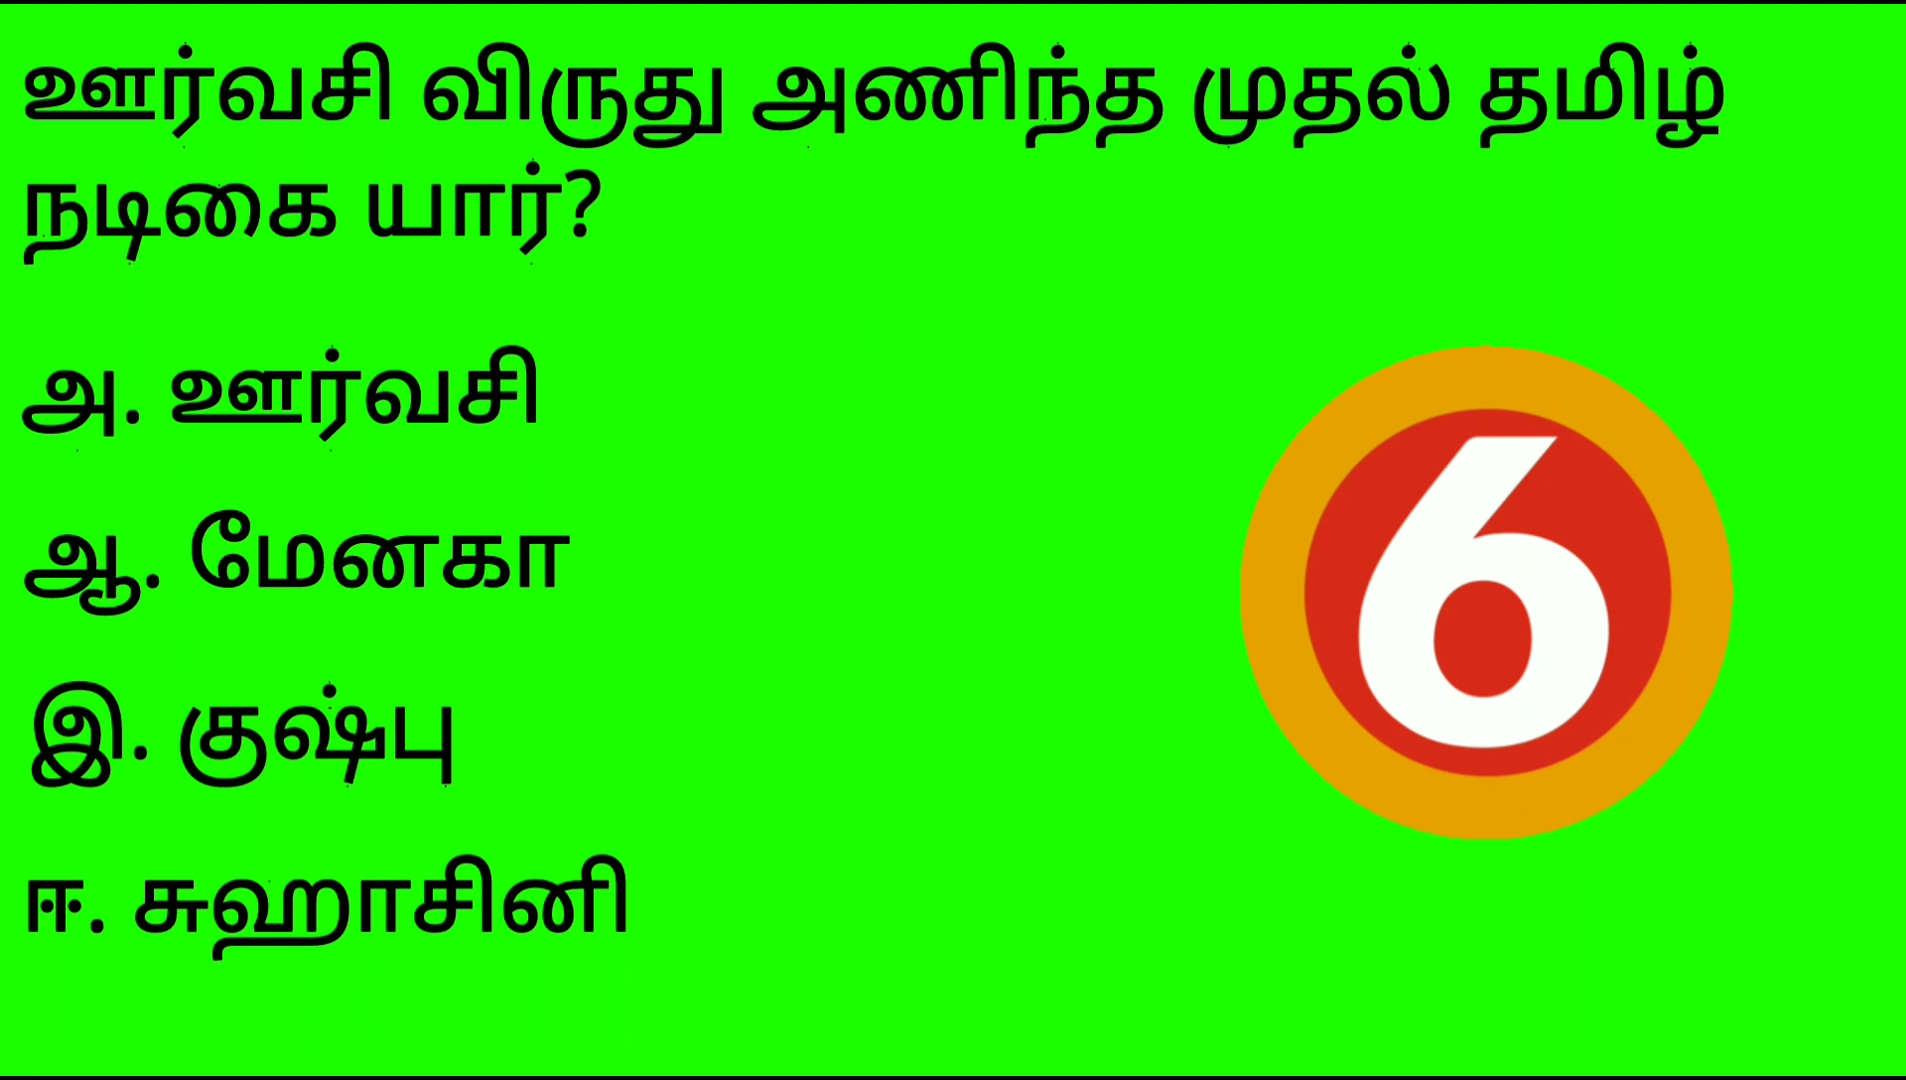 ஊர்வசி விருது அணிந்த முதல் தமிழ்
நடிகை யார்?
அ. ஊர்வசி
ஆ. மேனகா
6
இ. குஷ்பு
ஈ. சுஹாசினி